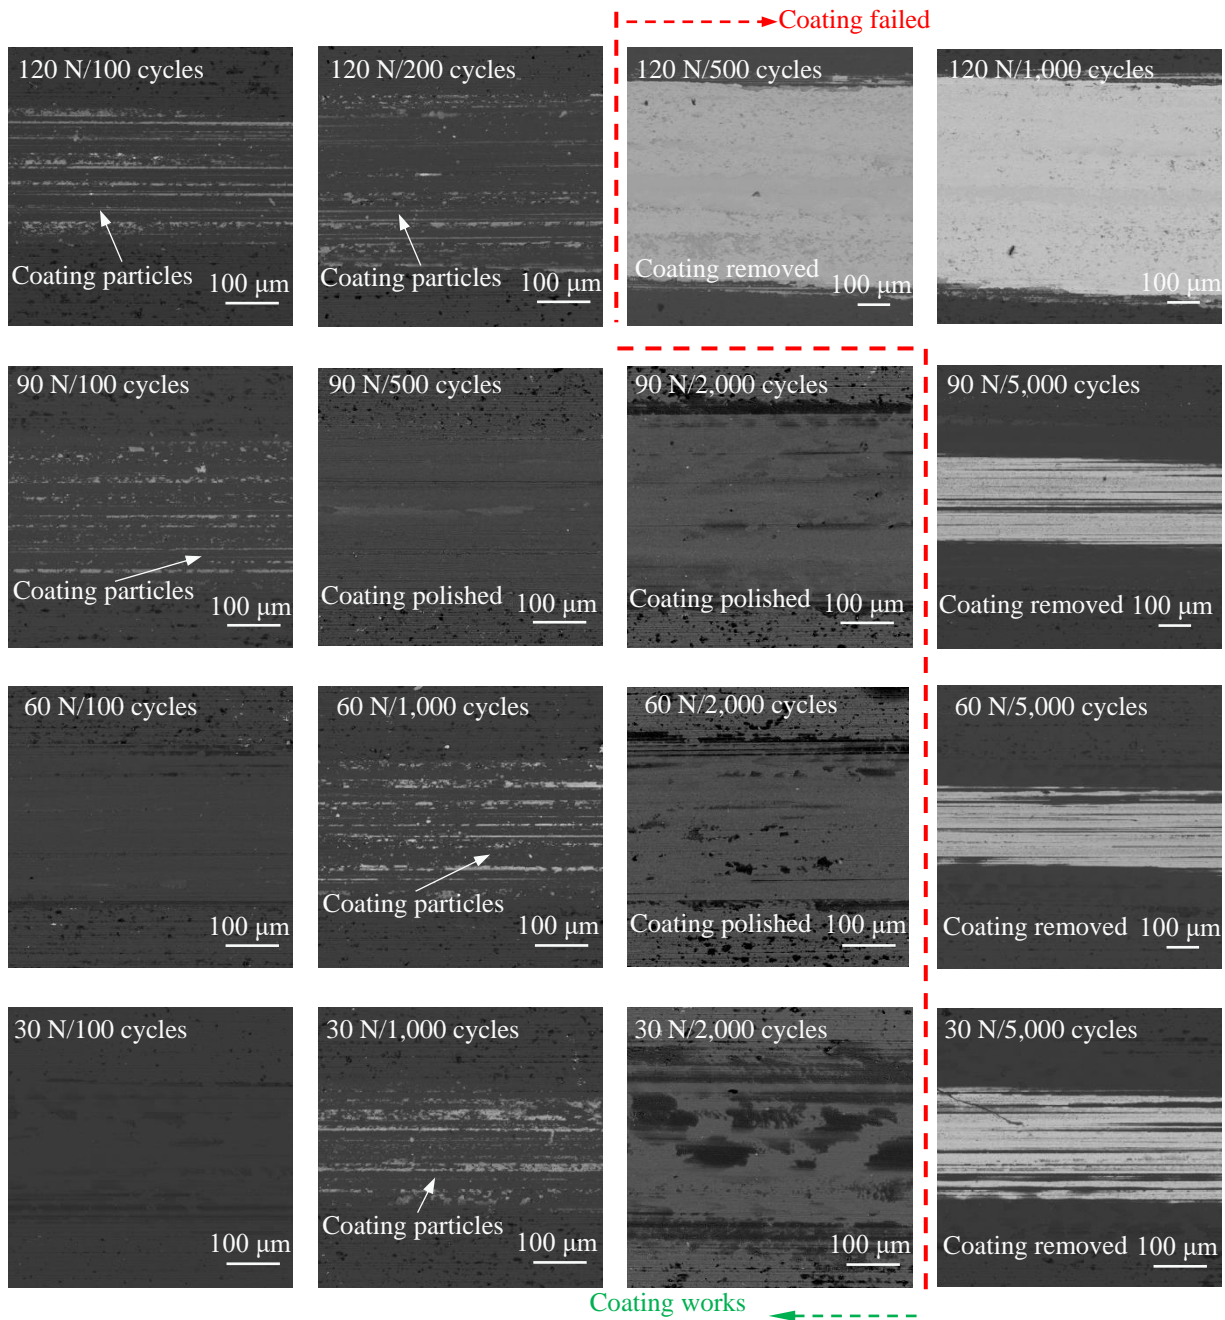 Coating failed
120 N/100 cycles
Coating particles
100 μm
120 N/200 cycles
Coating particles
100 μm
120 N/500 cycles
Coating removed
100 μm
120 N/1,000 cycles
100 μm
90 N/100 cycles
Coating particles
100 μm
90 N/500 cycles
Coating polished
100 μm
90 N/2,000 cycles
Coating polished
100 μm
90 N/5,000 cycles
Coating removed
100 μm
60 N/100 cycles
100 μm
60 N/1,000 cycles
Coating particles
100 μm
60 N/2,000 cycles
Coating polished
100 μm
60 N/5,000 cycles
Coating removed
100 μm
30 N/100 cycles
100 μm
30 N/1,000 cycles
Coating particles
100 μm
30 N/2,000 cycles
100 μm
30 N/5,000 cycles
Coating removed
100 μm
Coating works